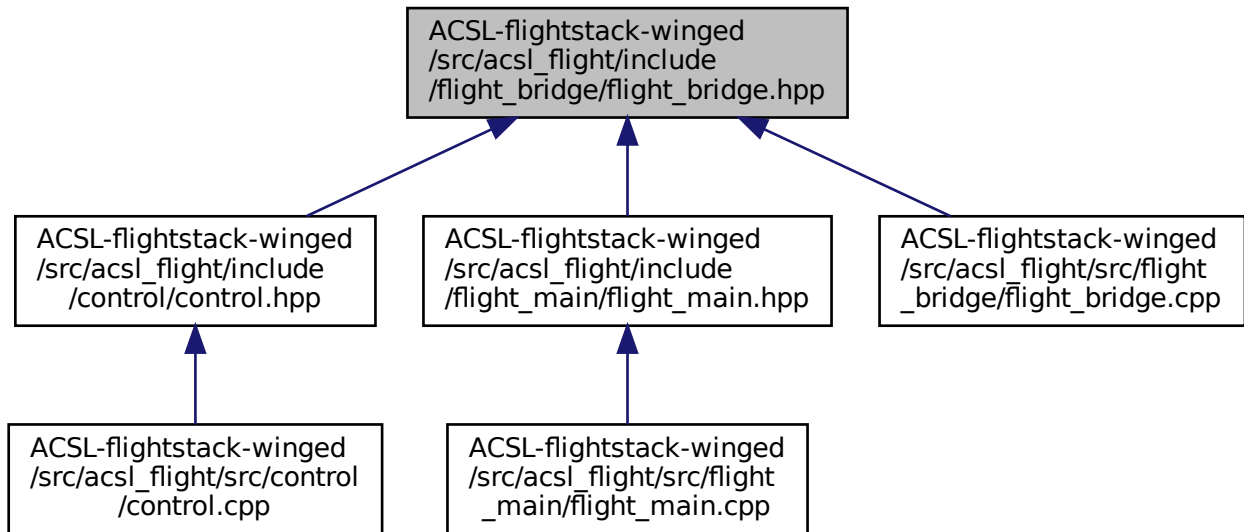 ACSL-flightstack-winged
/src/acsl_flight/include
/flight_bridge/flight_bridge.hpp
ACSL-flightstack-winged
/src/acsl_flight/include
/control/control.hpp
ACSL-flightstack-winged
/src/acsl_flight/include
/flight_main/flight_main.hpp
ACSL-flightstack-winged
/src/acsl_flight/src/flight
_bridge/flight_bridge.cpp
ACSL-flightstack-winged
/src/acsl_flight/src/control
/control.cpp
ACSL-flightstack-winged
/src/acsl_flight/src/flight
_main/flight_main.cpp